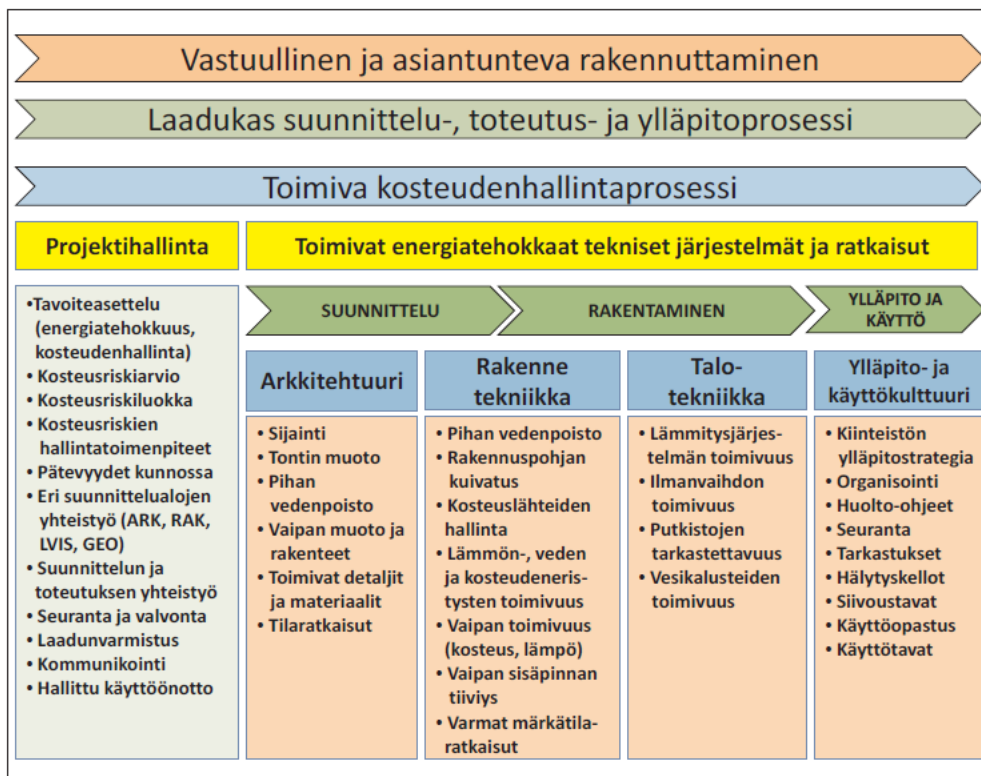 Vastuullinen ja asiantunteva rakennuttaminen
Laadukas suunnittelu-, toteutus- ja ylläpitoprosessi
Toimiva kosteudenhallintaprosessi
Projektihallinta
Toimivat energiatehokkaat tekniset järjestelmät ja ratkaisut
•Tavoiteasettelu
(energiatehokkuus,
kosteudenhallinta)
• Kosteusriskiarvio
• Kosteusriskiluokka
• Kosteusriskien
hallintatoimenpiteet
• Pätevyydet kunnossa
• Eri suunnittelualojen
yhteistyö (ARK, RAK,
LVIS, GEO)
• Suunnittelun ja
toteutuksen yhteistyö
• Seuranta ja valvonta
• Laadunvarmistus
• Kommunikointi
• Hallittu käyttöönotto
SUUNNITTELU
RAKENTAMINEN
YLLÄPITO JA
KÄYTTÖ
Arkkitehtuuri
• Sijainti
• Tontin muoto
• Pihan
vedenpoisto
• Vaipan muoto ja
rakenteet
• Toimivat detaljit
ja materiaalit
• Tilaratkaisut
Rakenne
tekniikka
• Pihan vedenpoisto
• Rakennuspohjan
kuivatus
• Kosteuslähteiden
hallinta
• Lämmön-, veden
ja kosteudeneris-
tysten toimivuus
• Vaipan toimivuus
(kosteus, lämpö)
• Vaipan sisäpinnan
tiiviys
• Varmat märkätila-
ratkaisut
Talo-
tekniikka
• Lämmitysjärjes-
telmän toimivuus
• Ilmanvaihdon
toimivuus
• Putkistojen
tarkastettavuus
• Vesikalusteiden
toimivuus
Ylläpito- ja
käyttökulttuuri
• Kiinteistön
ylläpitostrategia
• Organisointi
• Huolto-ohjeet
• Seuranta
• Tarkastukset
• Hälytyskellot
• Siivoustavat
• Käyttöopastus
• Käyttötavat